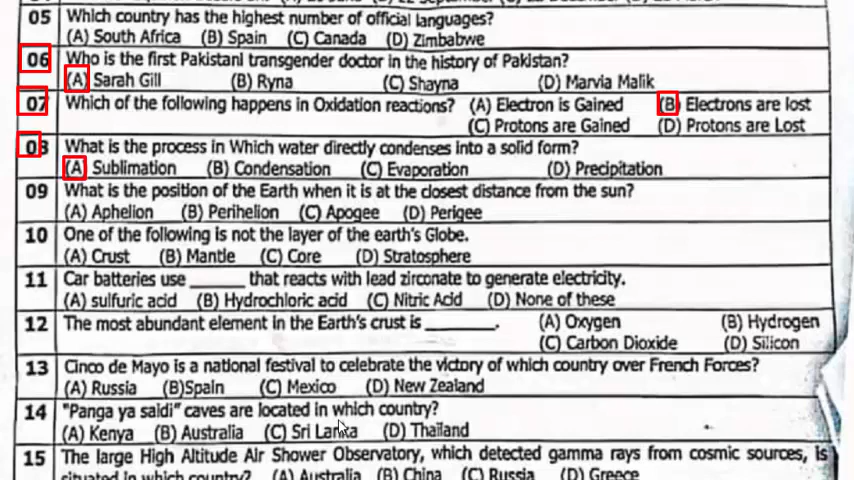 05 Which country has the highest number of official languages?
(A) South Africa (B) Spain (C) Canada (D) Zimbabwe
06 Who is the first Pakistani transgender doctor in the history of Pakistan?
(A) Sarah Gill (B) Ryna (C) Shayna (D) Marvia Malik
07 Which of the following happens in Oxidation reactions? (A) Electron is Gained (B) Electrons are lost
(C) Protons are Gained (D) Protons are Lost
08 What is the process in Which water directly condenses into a solid form?
(A) Sublimation (B) Condensation (C) Evaporation (D) Precipitation
09 What is the position of the Earth when it is at the closest distance from the sun?
(A) Aphelion (B) Perihelion (C) Apogee (D) Perigee
10 One of the following is not the layer of the earth's Globe.
(A) Crust (B) Mantle (C) Core (D) Stratosphere
11 Car batteries use _____ that reacts with lead zirconate to generate electricity.
(A) sulfuric acid (B) Hydrochloric acid (C) Nitric Acid (D) None of these
12 The most abundant element in the Earth's crust is _______. (A) Oxygen (B) Hydrogen
(C) Carbon Dioxide (D) Silicon
13 Cinco de Mayo is a national festival to celebrate the victory of which country over French Forces?
(A) Russia (B)Spain (C) Mexico (D) New Zealand
14 "Panga ya saidi" caves are located in which country?
(A) Kenya (B) Australia (C) Sri Lanka (D) Thailand
15 The large High Altitude Air Shower Observatory, which detected gamma rays from cosmic sources, is
situated in which country? (A) Australia (B) China (C) Russia (D) Greece